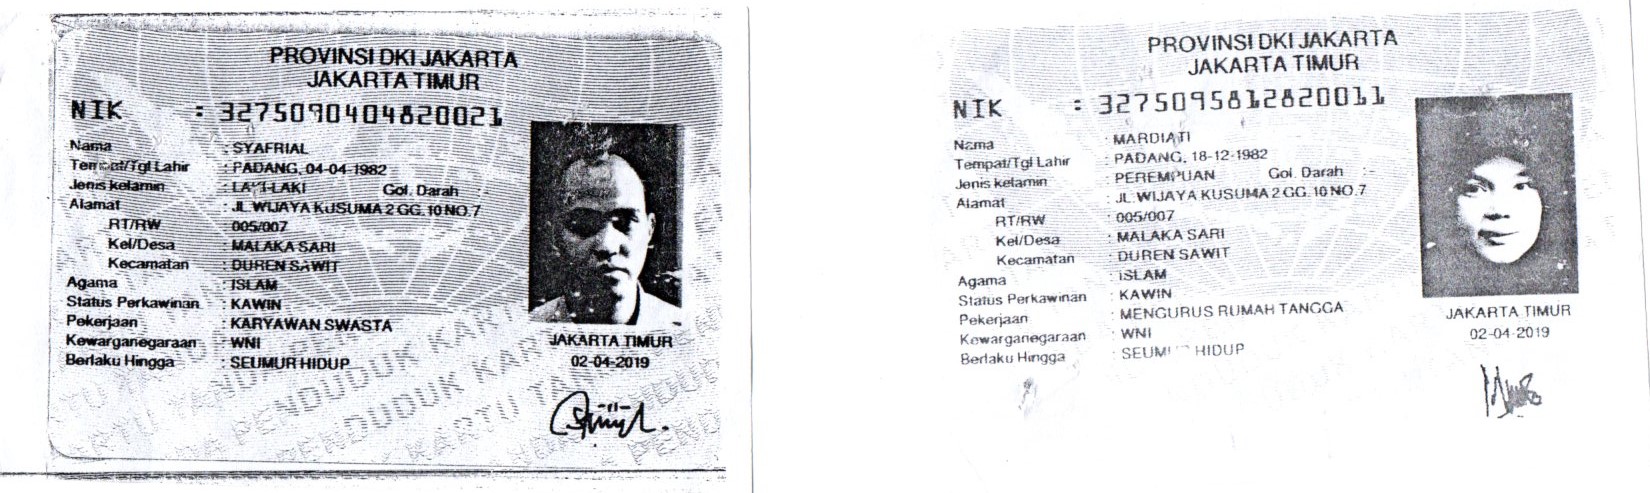 PROVINSI DKI JAKARTA
JAKARTA TIMUR
NIK : 3275090404820021
Nama : SYAFRIAL
Tempat/Tgl Lahir : PADANG, 04-04-1982
Jenis kelamin : LAKI-LAKI Gol. Darah :
Alamat : JL WIJAYA KUSUMA 2 GG. 10 NO.7
RT/RW : 005/007
Kel/Desa : MALAKA SARI
Kecamatan : DUREN SAWIT
Agama : ISLAM
Status Perkawinan : KAWIN
Pekerjaan : KARYAWAN SWASTA
Kewarganegaraan : WNI
Berlaku Hingga : SEUMUR HIDUP
JAKARTA TIMUR
02-04-2019
PROVINSI DKI JAKARTA
JAKARTA TIMUR
NIK : 3275095812820011
Nama : MARDIATI
Tempat/Tgl Lahir : PADANG, 18-12-1982
Jenis kelamin : PEREMPUAN Gol. Darah :-
Alamat : JL. WIJAYA KUSUMA 2 GG. 10 NO.7
RT/RW : 005/007
Kel/Desa : MALAKA SARI
Kecamatan : DUREN SAWIT
Agama : ISLAM
Status Perkawinan : KAWIN
Pekerjaan : MENGURUS RUMAH TANGGA
Kewarganegaraan : WNI
Berlaku Hingga : SEUMUR HIDUP
JAKARTA TIMUR
02-04-2019